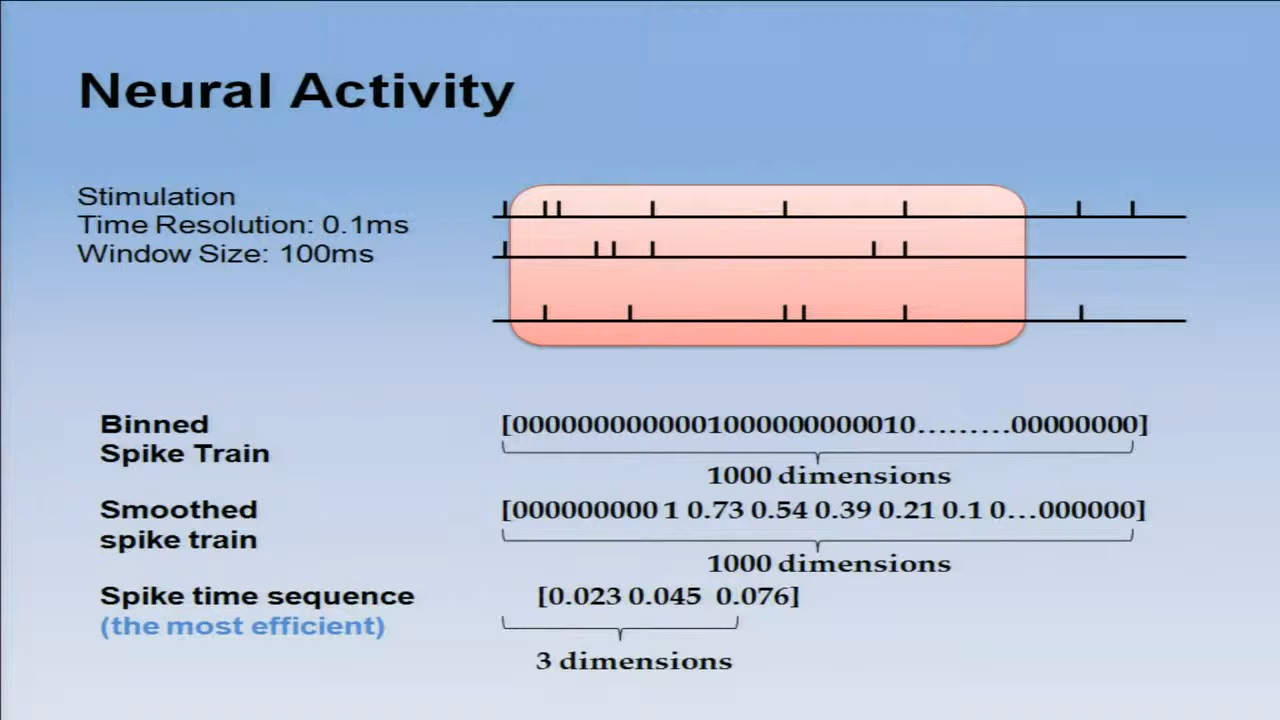 Neural Activity
Stimulation
Time Resolution: 0.1ms
Window Size: 100ms
Binned
Spike Train
[00000000000010000000000010.........00000000]
1000 dimensions
Smoothed
spike train
[000000000 1 0.73 0.54 0.39 0.21 0.1 0...000000]
1000 dimensions
Spike time sequence
(the most efficient)
[0.023 0.045 0.076]
3 dimensions